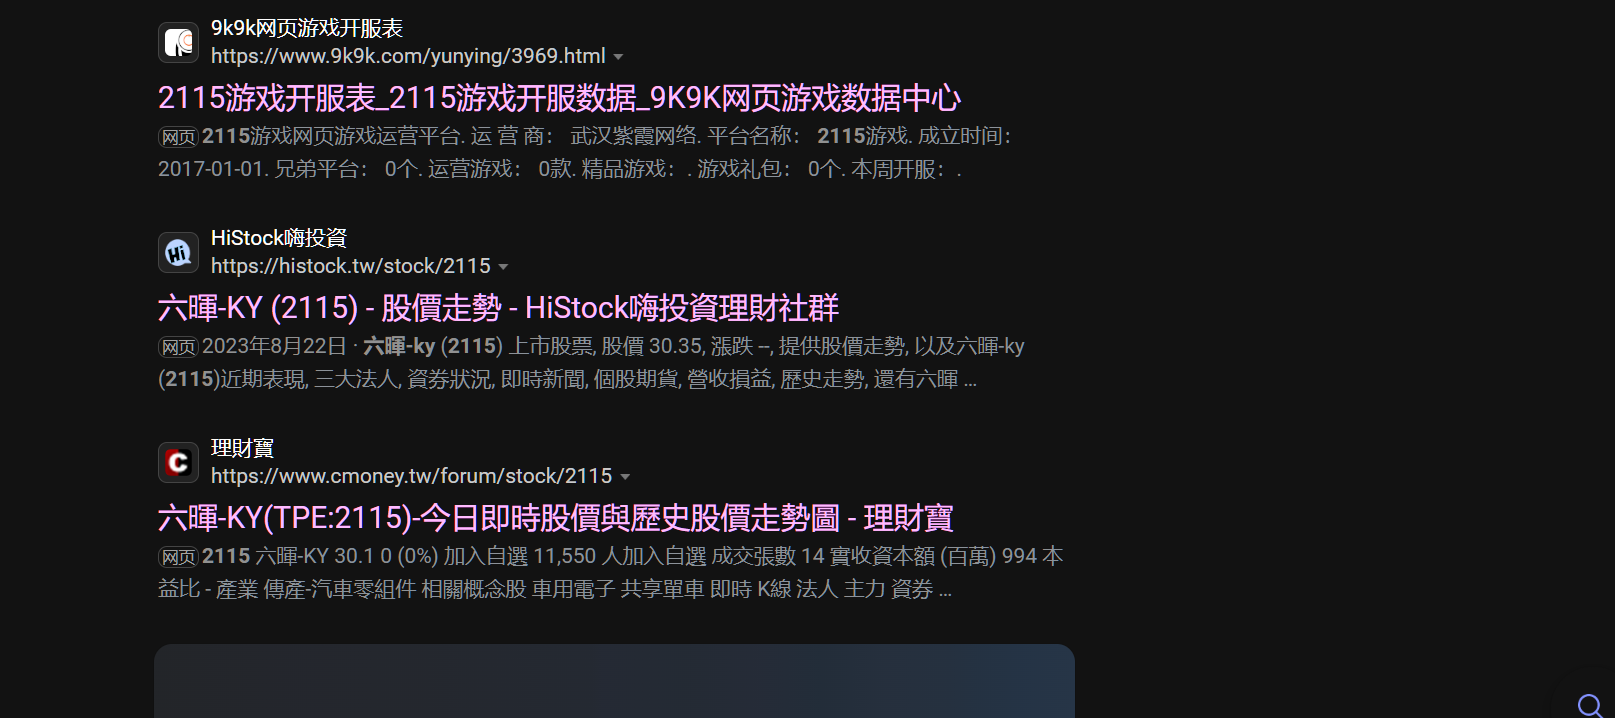 9k9k网页游戏开服表
https://www.9k9k.com/yunying/3969.html
2115游戏开服表_2115游戏开服数据_9K9K网页游戏数据中心
网页 2115游戏网页游戏运营平台. 运 营 商： 武汉紫霞网络. 平台名称： 2115游戏. 成立时间：
2017-01-01. 兄弟平台： 0个. 运营游戏： 0款. 精品游戏：. 游戏礼包： 0个. 本周开服：.
HiStock嗨投資
https://histock.tw/stock/2115
六暉-KY (2115) - 股價走勢 - HiStock嗨投資理財社群
网页 2023年8月22日 · 六暉-ky (2115) 上市股票, 股價 30.35, 漲跌 --, 提供股價走勢, 以及六暉-ky
(2115)近期表現, 三大法人, 資券狀況, 即時新聞, 個股期貨, 營收損益, 歷史走勢, 還有六暉 ...
Hi
理財寶
https://www.cmoney.tw/forum/stock/2115
C
六暉-KY(TPE:2115)-今日即時股價與歷史股價走勢圖 - 理財寶
网页 2115 六暉-KY 30.1 0 (0%) 加入自選 11,550 人加入自選 成交張數 14 實收資本額 (百萬) 994 本
益比 - 產業 傳產-汽車零組件 相關概念股 車用電子 共享單車 即時 K線 法人 主力 資券 ...